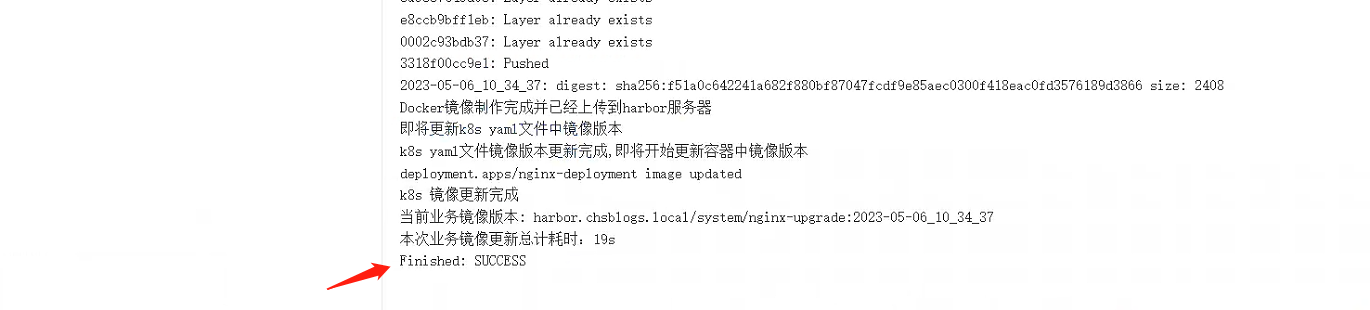 e8ccb9bff1eb: Layer already exists
0002c93bdb37: Layer already exists
3318f00cc9e1: Pushed
2023-05-06_10_34_37: digest: sha256:f51a0c642241a682f880bf87047fcdf9e85aec0300f418eac0fd3576189d3866 size: 2408
Docker镜像制作完成并已经上传到harbor服务器
即将更新k8s yaml文件中镜像版本
k8s yaml文件镜像版本更新完成,即将开始更新容器中镜像版本
deployment.apps/nginx-deployment image updated
k8s 镜像更新完成
当前业务镜像版本: harbor.chsblogs.local/system/nginx-upgrade:2023-05-06_10_34_37
本次业务镜像更新总计耗时：19s
Finished: SUCCESS